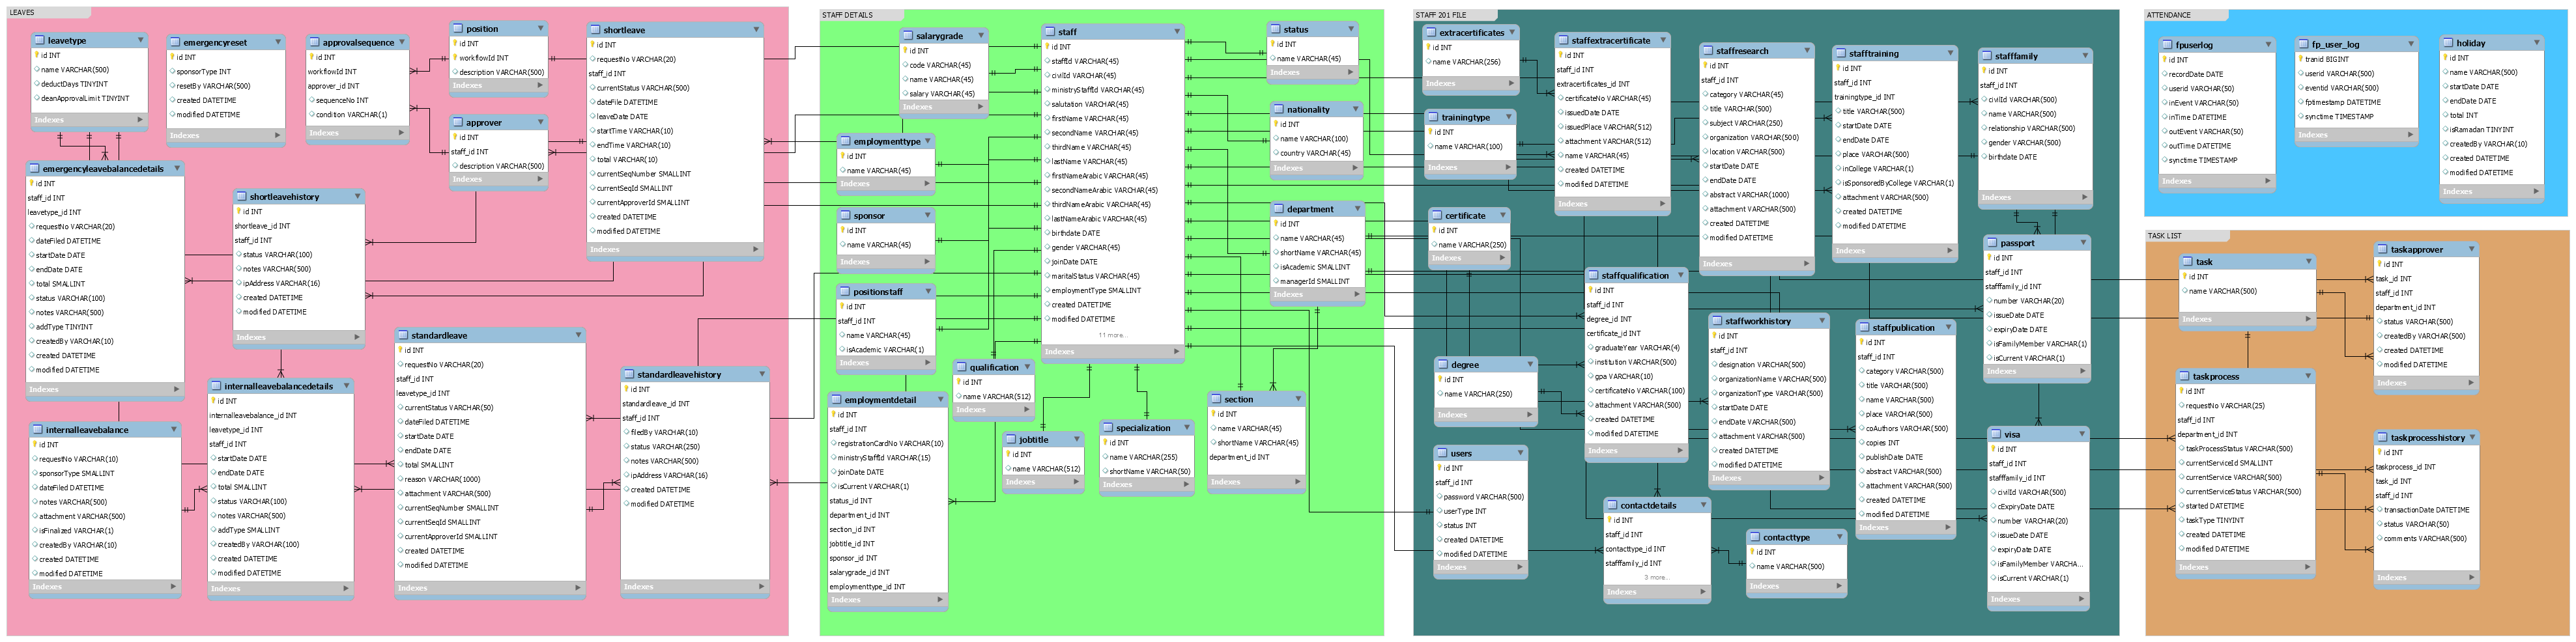 LEAVES
leavetype
id INT
name VARCHAR(500)
deductDays TINYINT
deanApprovalLimit TINYINT
emergencyreset
id INT
sponsorType INT
resetBy VARCHAR(500)
created DATETIME
modified DATETIME
Indexes
approvalsequence
id INT
workflowId INT
approver_id INT
sequenceNo INT
condition VARCHAR(1)
Indexes
position
id INT
workflowId INT
description VARCHAR(500)
Indexes
approver
id INT
staff_id INT
description VARCHAR(500)
Indexes
shortleave
id INT
requestNo VARCHAR(20)
staff_id INT
currentStatus VARCHAR(500)
dateFile DATETIME
leaveDate DATE
startTime VARCHAR(10)
endTime VARCHAR(10)
total VARCHAR(10)
currentSeqNumber SMALLINT
currentSeqId SMALLINT
currentApproverId SMALLINT
created DATETIME
modified DATETIME
Indexes
Indexes
emergencyleavebalancedetails
id INT
staff_id INT
leavetype_id INT
requestNo VARCHAR(20)
dateFiled DATETIME
startDate DATE
endDate DATE
total SMALLINT
status VARCHAR(100)
notes VARCHAR(500)
addType TINYINT
createdBy VARCHAR(10)
created DATETIME
modified DATETIME
Indexes
shortleavehistory
id INT
shortleave_id INT
staff_id INT
status VARCHAR(100)
notes VARCHAR(500)
ipAddress VARCHAR(16)
created DATETIME
modified DATETIME
Indexes
internalleavebalance
id INT
requestNo VARCHAR(10)
sponsorType SMALLINT
dateFiled DATETIME
notes VARCHAR(500)
attachment VARCHAR(500)
isFinalized VARCHAR(1)
createdBy VARCHAR(10)
created DATETIME
modified DATETIME
Indexes
internalleavebalancedetails
id INT
internalleavebalance_id INT
leavetype_id INT
staff_id INT
startDate DATE
endDate DATE
total SMALLINT
status VARCHAR(100)
notes VARCHAR(500)
addType SMALLINT
createdBy VARCHAR(100)
created DATETIME
modified DATETIME
Indexes
standardleave
id INT
requestNo VARCHAR(20)
staff_id INT
leavetype_id INT
currentStatus VARCHAR(50)
dateFiled DATETIME
startDate DATE
endDate DATE
total SMALLINT
reason VARCHAR(1000)
attachment VARCHAR(500)
currentSeqNumber SMALLINT
currentSeqId SMALLINT
currentApproverId SMALLINT
created DATETIME
modified DATETIME
Indexes
standardleavehistory
id INT
standardleave_id INT
staff_id INT
filedBy VARCHAR(10)
status VARCHAR(250)
notes VARCHAR(500)
ipAddress VARCHAR(16)
created DATETIME
modified DATETIME
Indexes
STAFF DETAILS
salarygrade
id INT
code VARCHAR(45)
name VARCHAR(45)
salary VARCHAR(45)
Indexes
employmenttype
id INT
name VARCHAR(45)
Indexes
sponsor
id INT
name VARCHAR(45)
Indexes
positionstaff
id INT
staff_id INT
name VARCHAR(45)
isAcademic VARCHAR(1)
Indexes
employmentdetail
id INT
staff_id INT
registrationCardNo VARCHAR(10)
ministryStaffId VARCHAR(15)
joinDate DATE
isCurrent VARCHAR(1)
status_id INT
department_id INT
section_id INT
jobtitle_id INT
sponsor_id INT
salarygrade_id INT
employmenttype_id INT
Indexes
staff
id INT
staffId VARCHAR(45)
civilId VARCHAR(45)
ministryStaffId VARCHAR(45)
salutation VARCHAR(45)
firstName VARCHAR(45)
secondName VARCHAR(45)
thirdName VARCHAR(45)
lastName VARCHAR(45)
firstNameArabic VARCHAR(45)
secondNameArabic VARCHAR(45)
thirdNameArabic VARCHAR(45)
lastNameArabic VARCHAR(45)
birthdate DATE
gender VARCHAR(45)
joinDate DATE
maritalStatus VARCHAR(45)
employmentType SMALLINT
created DATETIME
modified DATETIME
11 more...
Indexes
qualification
id INT
name VARCHAR(512)
Indexes
jobtitle
id INT
name VARCHAR(512)
Indexes
specialization
id INT
name VARCHAR(255)
shortName VARCHAR(50)
Indexes
status
id INT
name VARCHAR(45)
Indexes
nationality
id INT
name VARCHAR(100)
country VARCHAR(45)
Indexes
department
id INT
name VARCHAR(45)
shortName VARCHAR(45)
isAcademic SMALLINT
managerId SMALLINT
Indexes
section
id INT
name VARCHAR(45)
shortName VARCHAR(45)
department_id INT
Indexes
STAFF 201 FILE
extracertificates
id INT
name VARCHAR(256)
Indexes
trainingtype
id INT
name VARCHAR(100)
Indexes
certificate
id INT
name VARCHAR(250)
Indexes
degree
id INT
name VARCHAR(250)
Indexes
users
id INT
staff_id INT
password VARCHAR(500)
userType INT
status INT
created DATETIME
modified DATETIME
Indexes
staffextracertificate
id INT
staff_id INT
extracertificates_id INT
certificateNo VARCHAR(45)
issuedDate DATE
issuedPlace VARCHAR(512)
attachment VARCHAR(512)
name VARCHAR(45)
created DATETIME
modified DATETIME
Indexes
staffqualification
id INT
staff_id INT
degree_id INT
certificate_id INT
graduateYear VARCHAR(4)
institution VARCHAR(500)
gpa VARCHAR(10)
certificateNo VARCHAR(100)
attachment VARCHAR(500)
created DATETIME
modified DATETIME
Indexes
contactdetails
id INT
staff_id INT
contacttype_id INT
stafffamily_id INT
3 more...
Indexes
staffresearch
id INT
staff_id INT
category VARCHAR(45)
title VARCHAR(500)
subject VARCHAR(250)
organization VARCHAR(500)
location VARCHAR(500)
startDate DATE
endDate DATE
abstract VARCHAR(1000)
attachment VARCHAR(500)
created DATETIME
modified DATETIME
Indexes
staffworkhistory
id INT
staff_id INT
designation VARCHAR(500)
organizationName VARCHAR(500)
organizationType VARCHAR(500)
startDate DATE
endDate VARCHAR(500)
attachment VARCHAR(500)
created DATETIME
modified DATETIME
Indexes
contacttype
id INT
name VARCHAR(500)
Indexes
stafftraining
id INT
staff_id INT
trainingtype_id INT
title VARCHAR(500)
startDate DATE
endDate DATE
place VARCHAR(500)
inCollege VARCHAR(1)
isSponsoredByCollege VARCHAR(1)
attachment VARCHAR(500)
created DATETIME
modified DATETIME
Indexes
staffpublication
id INT
staff_id INT
category VARCHAR(500)
title VARCHAR(500)
name VARCHAR(500)
place VARCHAR(500)
coAuthors VARCHAR(500)
copies INT
publishDate DATE
abstract VARCHAR(500)
attachment VARCHAR(500)
created DATETIME
modified DATETIME
Indexes
stafffamily
id INT
staff_id INT
civilId VARCHAR(500)
name VARCHAR(500)
relationship VARCHAR(500)
gender VARCHAR(500)
birthdate DATE
Indexes
passport
id INT
staff_id INT
stafffamily_id INT
number VARCHAR(20)
issueDate DATE
expiryDate DATE
isFamilyMember VARCHAR(1)
isCurrent VARCHAR(1)
Indexes
visa
id INT
staff_id INT
stafffamily_id INT
civilId VARCHAR(500)
cExpiryDate DATE
number VARCHAR(20)
issueDate DATE
expiryDate DATE
isFamilyMember VARCHA...
isCurrent VARCHAR(1)
Indexes
ATTENDANCE
fpuserlog
id INT
recordDate DATE
userid VARCHAR(50)
inEvent VARCHAR(50)
inTime DATETIME
outEvent VARCHAR(50)
outTime DATETIME
synctime TIMESTAMP
Indexes
fp_user_log
tranid BIGINT
userid VARCHAR(500)
eventid VARCHAR(500)
fptimestamp DATETIME
synctime TIMESTAMP
Indexes
holiday
id INT
name VARCHAR(500)
startDate DATE
endDate DATE
total INT
isRamadan TINYINT
createdBy VARCHAR(10)
created DATETIME
modified DATETIME
Indexes
TASK LIST
task
id INT
name VARCHAR(500)
Indexes
taskapprover
id INT
task_id INT
staff_id INT
department_id INT
status VARCHAR(500)
createdBy VARCHAR(500)
created DATETIME
modified DATETIME
Indexes
taskprocess
id INT
requestNo VARCHAR(25)
staff_id INT
department_id INT
taskProcessStatus VARCHAR(500)
currentServiceId SMALLINT
currentService VARCHAR(500)
currentServiceStatus VARCHAR(500)
started DATETIME
taskType TINYINT
created DATETIME
modified DATETIME
Indexes
taskprocesshistory
id INT
taskprocess_id INT
task_id INT
staff_id INT
transactionDate DATETIME
status VARCHAR(50)
comments VARCHAR(500)
Indexes